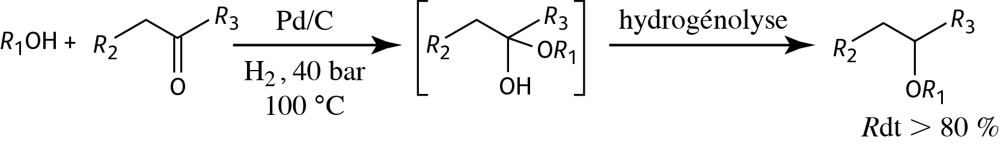 R1OH + R2 R3 O
Pd/C
H2 , 40 bar
100 °C
R2 R3 OR1 OH
hydrogénolyse
R2 R3 OR1
Rdt > 80 %